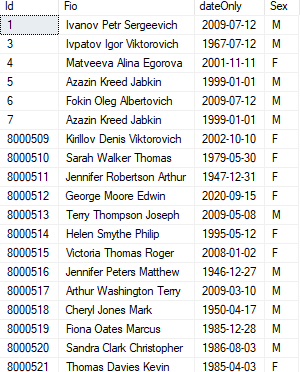 Id Fio dateOnly Sex
1 Ivanov Petr Sergeevich 2009-07-12 M
3 Ivpatov Igor Viktorovich 1967-07-12 M
4 Matveeva Alina Egorova 2001-11-11 F
5 Azazin Kreed Jabkin 1999-01-01 M
6 Fokin Oleg Albertovich 2009-07-12 M
7 Azazin Kreed Jabkin 1999-01-01 M
8000509 Kirillov Denis Viktorovich 2002-10-10 F
8000510 Sarah Walker Thomas 1979-05-30 F
8000511 Jennifer Robertson Arthur 1947-12-31 F
8000512 George Moore Edwin 2020-09-15 F
8000513 Terry Thompson Joseph 2009-05-08 M
8000514 Helen Smythe Philip 1995-05-12 F
8000515 Victoria Thomas Roger 2008-01-02 F
8000516 Jennifer Peters Matthew 1946-12-27 M
8000517 Arthur Washington Terry 2009-03-10 M
8000518 Cheryl Jones Mark 1950-04-17 M
8000519 Fiona Oates Marcus 1985-12-28 M
8000520 Sandra Clark Christopher 1986-08-03 M
8000521 Thomas Davies Kevin 1985-04-03 F